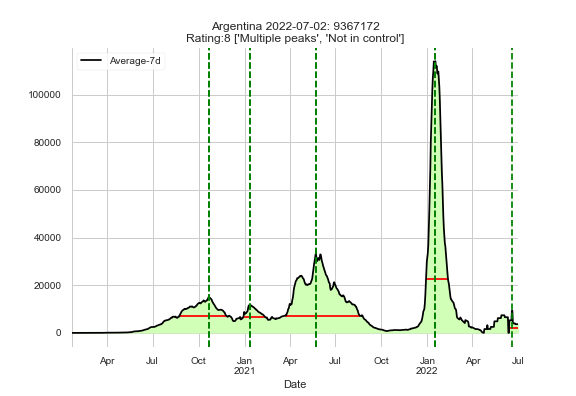 Argentina 2022-07-02: 9367172
Rating:8 ['Multiple peaks', 'Not in control']
Average-7d
100000
80000
60000
40000
20000
0
Apr Jul Oct Jan Apr Jul Oct Jan Apr Jul
2021 2022
Date